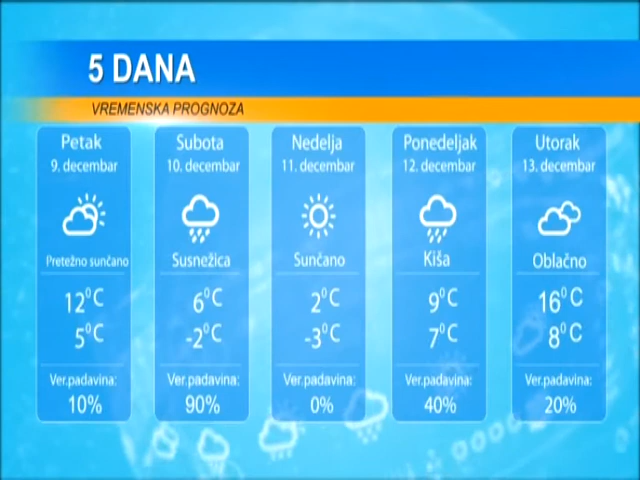 5 DANA
VREMENSKA PROGNOZA
Petak
9. decembar
Pretežno sunčano
12°C
5°C
Ver.padavina:
10%
Subota
10. decembar
Susnežica
6°C
-2°C
Ver.padavina:
90%
Nedelja
11. decembar
Sunčano
2°C
-3°C
Ver.padavina:
0%
Ponedeljak
12. decembar
Kiša
9°C
7°C
Ver.padavina:
40%
Utorak
13. decembar
Oblačno
16°C
8°C
Ver.padavina:
20%